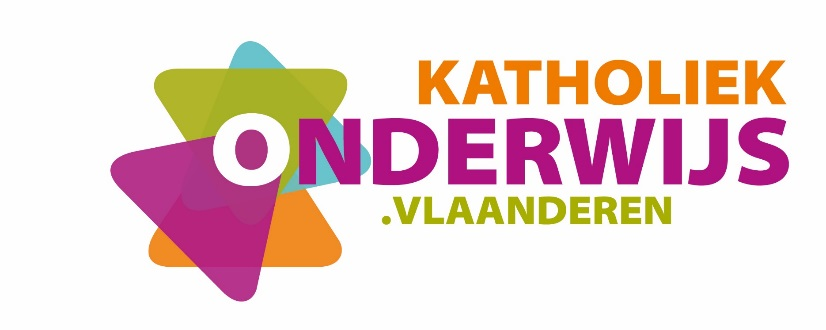 KATHOLIEK
ONDERWIJS
.VLAANDEREN